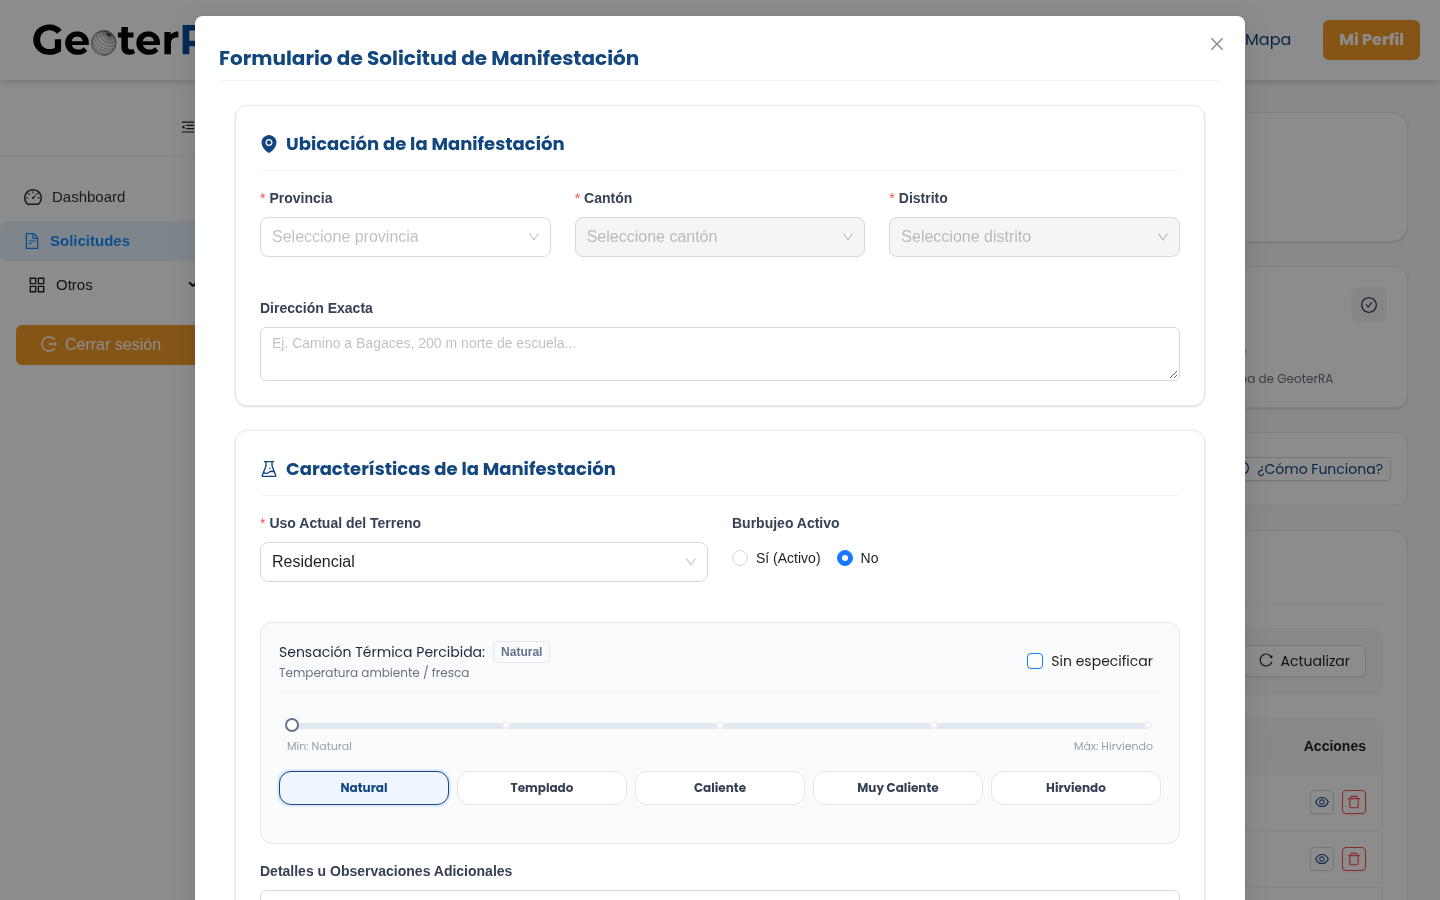 Geoter
Mapa
Mi Perfil
Formulario de Solicitud de Manifestación
Dashboard
Solicitudes
Otros
Cerrar sesión
Ubicación de la Manifestación
* Provincia
* Cantón
* Distrito
Seleccione provincia
Seleccione cantón
Seleccione distrito
Dirección Exacta
Ej. Camino a Bagaces, 200 m norte de escuela...
de GeoterRA
¿Cómo Funciona?
Características de la Manifestación
* Uso Actual del Terreno
Burbujeo Activo
Residencial
Sí (Activo)
No
Sensación Térmica Percibida:
Natural
Temperatura ambiente / fresca
Sin especificar
Actualizar
Mín: Natural
Máx: Hirviendo
Natural
Templado
Caliente
Muy Caliente
Hirviendo
Acciones
Detalles u Observaciones Adicionales